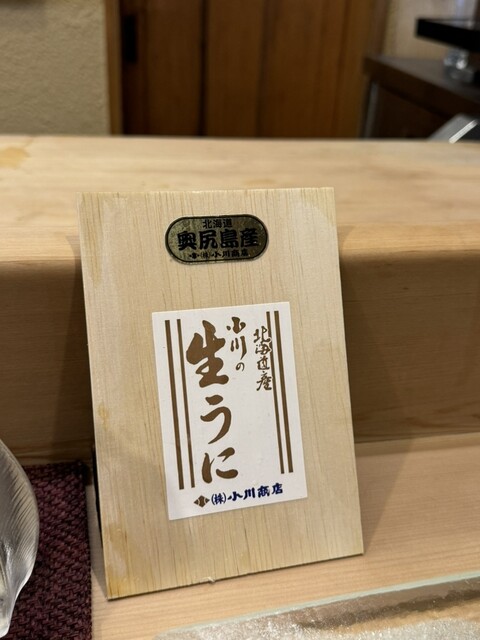 北海道
奥尻島産
(株)小川商店
北海道産
小川の
生うに
(株)小川商店